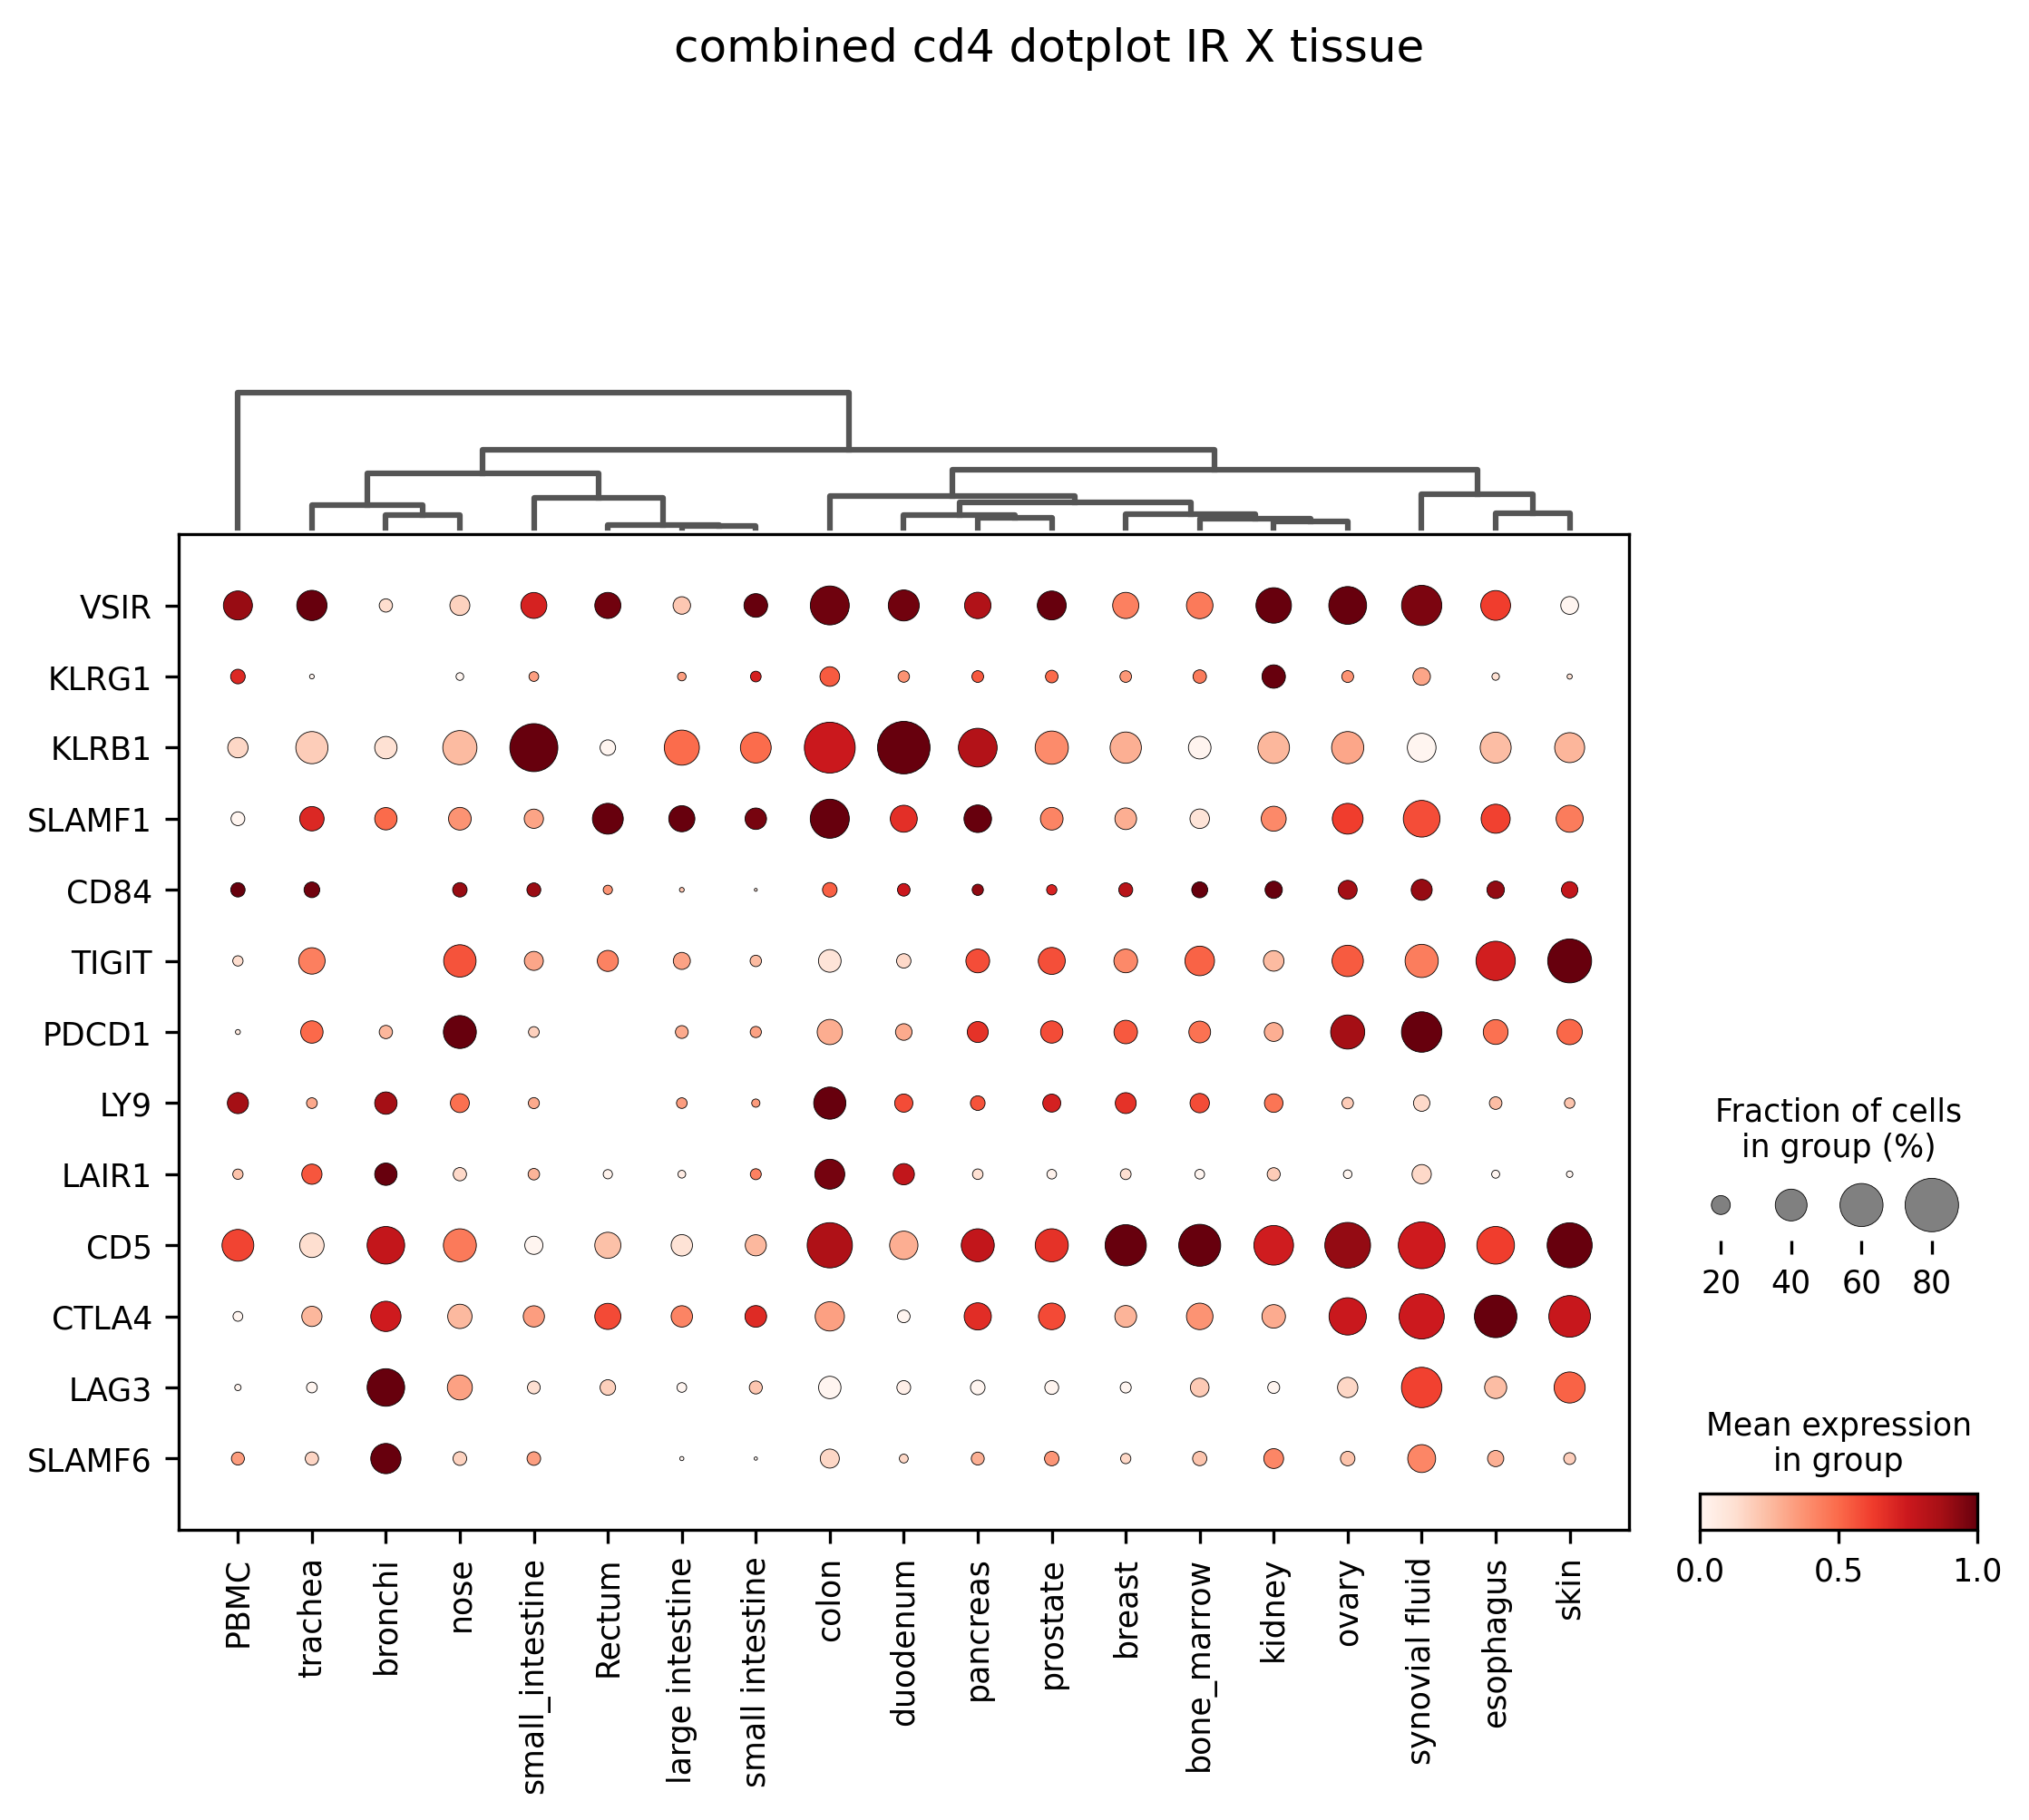 combined cd4 dotplot IR X tissue
VSIR
KLRG1
KLRB1
SLAMF1
CD84
TIGIT
PDCD1
LY9
LAIR1
CD5
CTLA4
LAG3
SLAMF6
PBMC
trachea
bronchi
nose
small_intestine
Rectum
large intestine
small intestine
colon
duodenum
pancreas
prostate
breast
bone_marrow
kidney
ovary
synovial fluid
esophagus
skin
Fraction of cells
in group (%)
20 40 60 80
Mean expression
in group
0.0 0.5 1.0